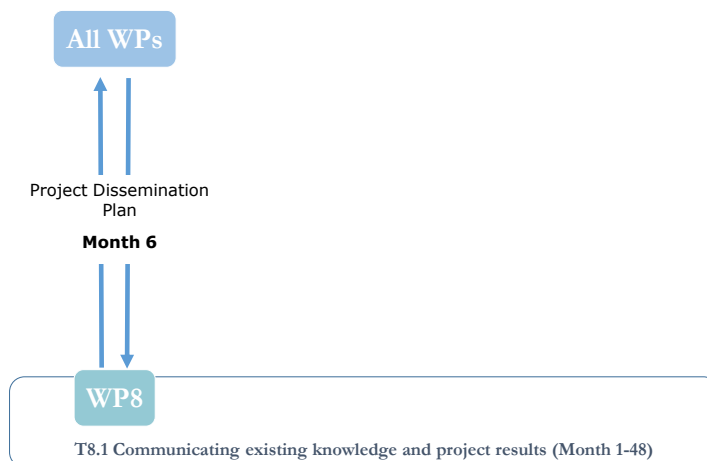 All WPs
Project Dissemination
Plan
Month 6
WP8
T8.1 Communicating existing knowledge and project results (Month 1-48)